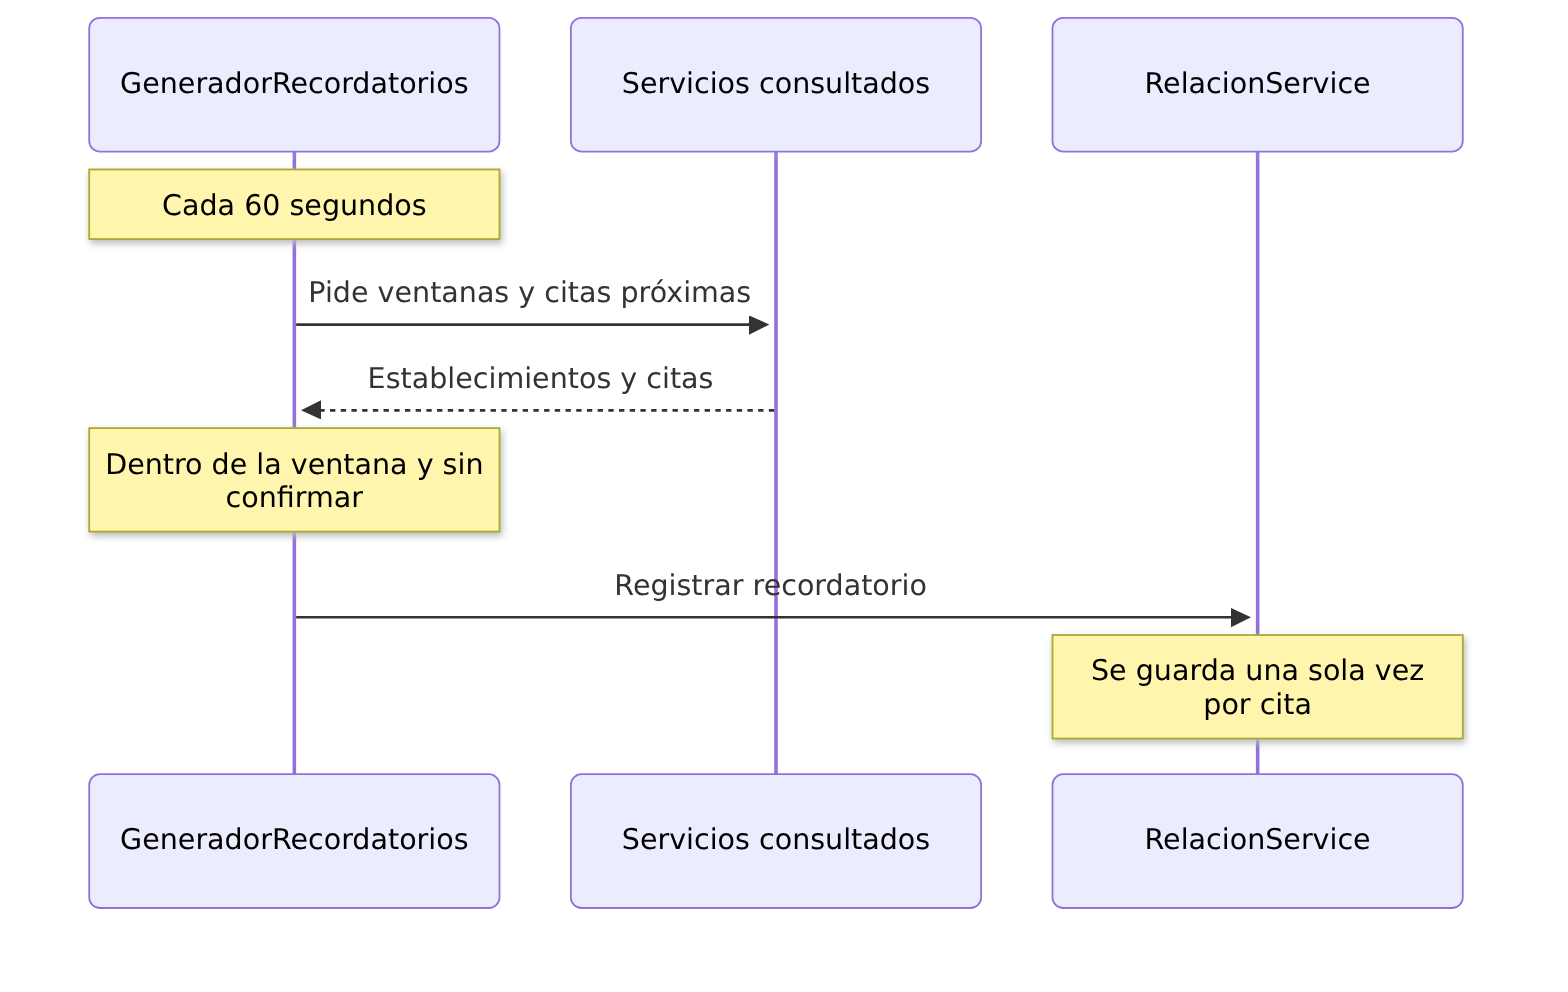 GeneradorRecordatorios
Servicios consultados
RelacionService
Cada 60 segundos
Pide ventanas y citas próximas
Establecimientos y citas
Dentro de la ventana y sin
confirmar
Registrar recordatorio
Se guarda una sola vez
por cita
GeneradorRecordatorios
Servicios consultados
RelacionService